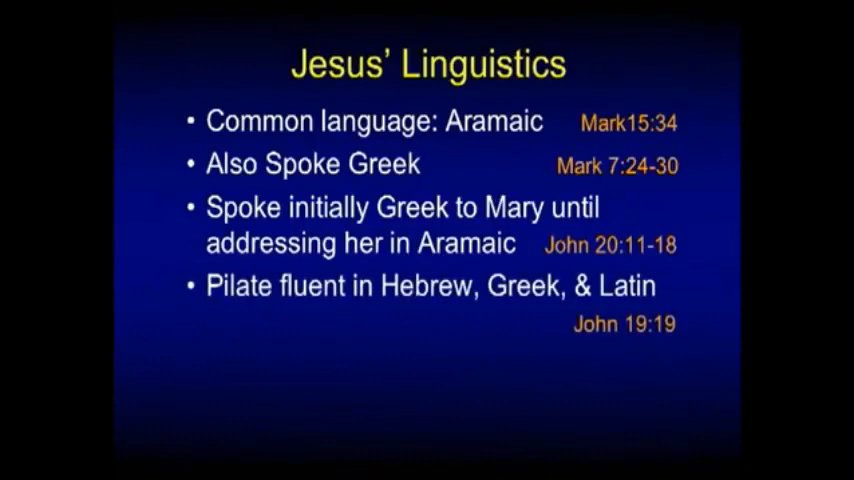 Jesus’ Linguistics
• Common language: Aramaic Mark15:34
• Also Spoke Greek Mark 7:24-30
• Spoke initially Greek to Mary until
addressing her in Aramaic John 20:11-18
• Pilate fluent in Hebrew, Greek, & Latin
John 19:19